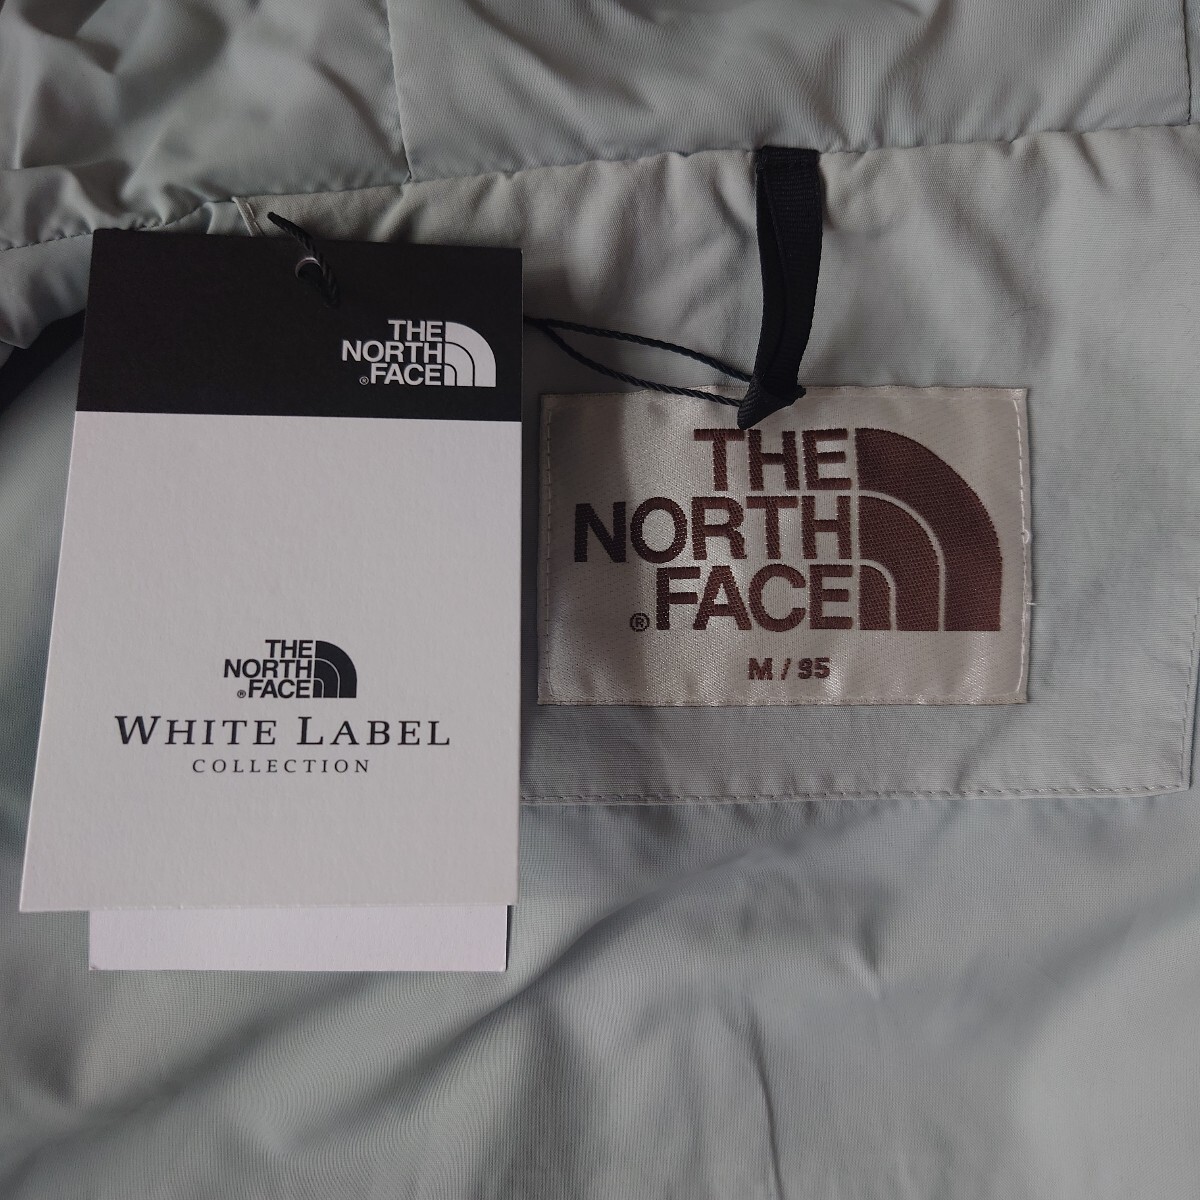 THE
NORTH
FACE
®
THE
NORTH
FACE
®
WHITE LABEL
COLLECTION
THE
NORTH
FACE
®
M / 95